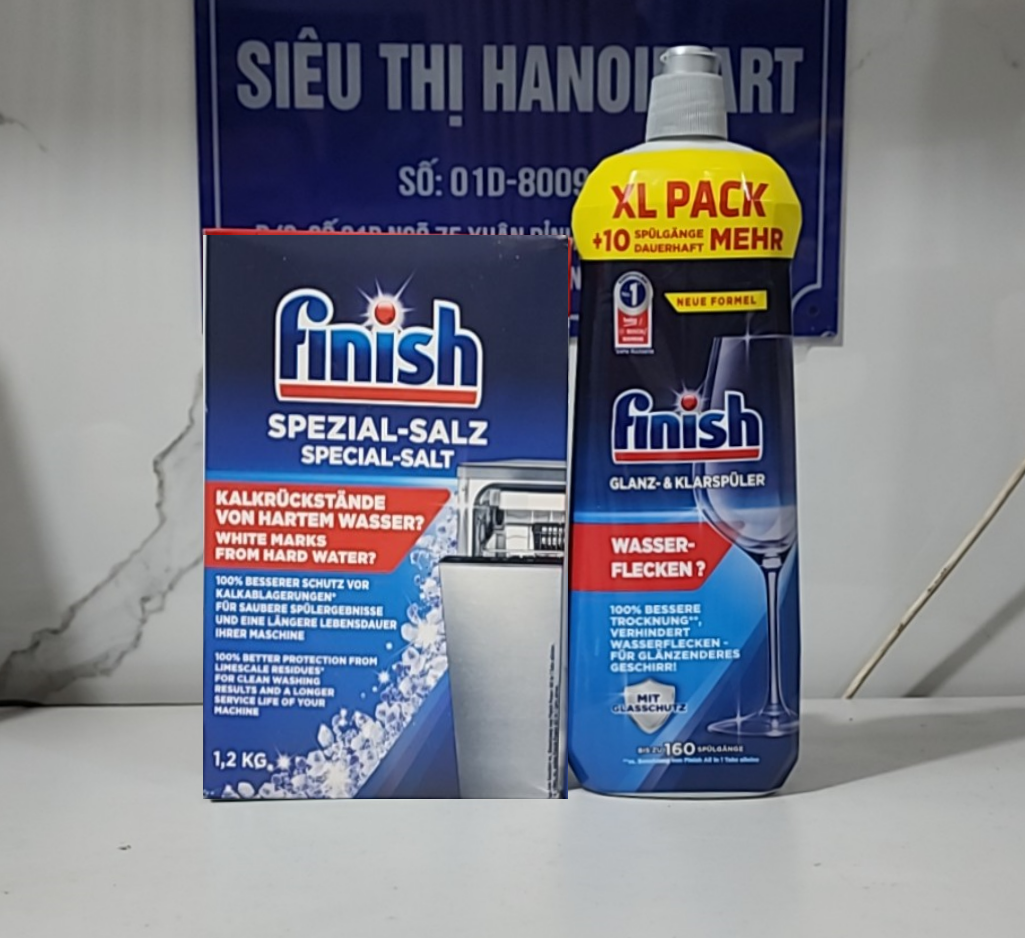 SIÊU THỊ HANOI ART
SỐ: 01D-8009
finish
SPEZIAL-SALZ
SPECIAL-SALT
KALKRÜCKSTÄNDE
VON HARTEM WASSER?
WHITE MARKS
FROM HARD WATER?
100% BESSERER SCHUTZ VOR
KALKABLAGERUNGEN*
FÜR SAUBERE SPÜLERGEBNISSE
UND EINE LÄNGERE LEBENSDAUER
IHRER MASCHINE
100% BETTER PROTECTION FROM
LIMESCALE RESIDUES*
FOR CLEAN WASHING
RESULTS AND A LONGER
SERVICE LIFE OF YOUR
MACHINE
1,2 KG
XL PACK
+10 SPÜLGÄNGE
DAUERHAFT MEHR
1
NEUE FORMEL
finish
GLANZ- & KLARSPÜLER
WASSER-
FLECKEN ?
100% BESSERE
TROCKNUNG**,
VERHINDERT
WASSERFLECKEN -
FÜR GLÄNZENDERES
GESCHIRR!
MIT
GLASSCHUTZ
BIS ZU 160 SPÜLGÄNGE